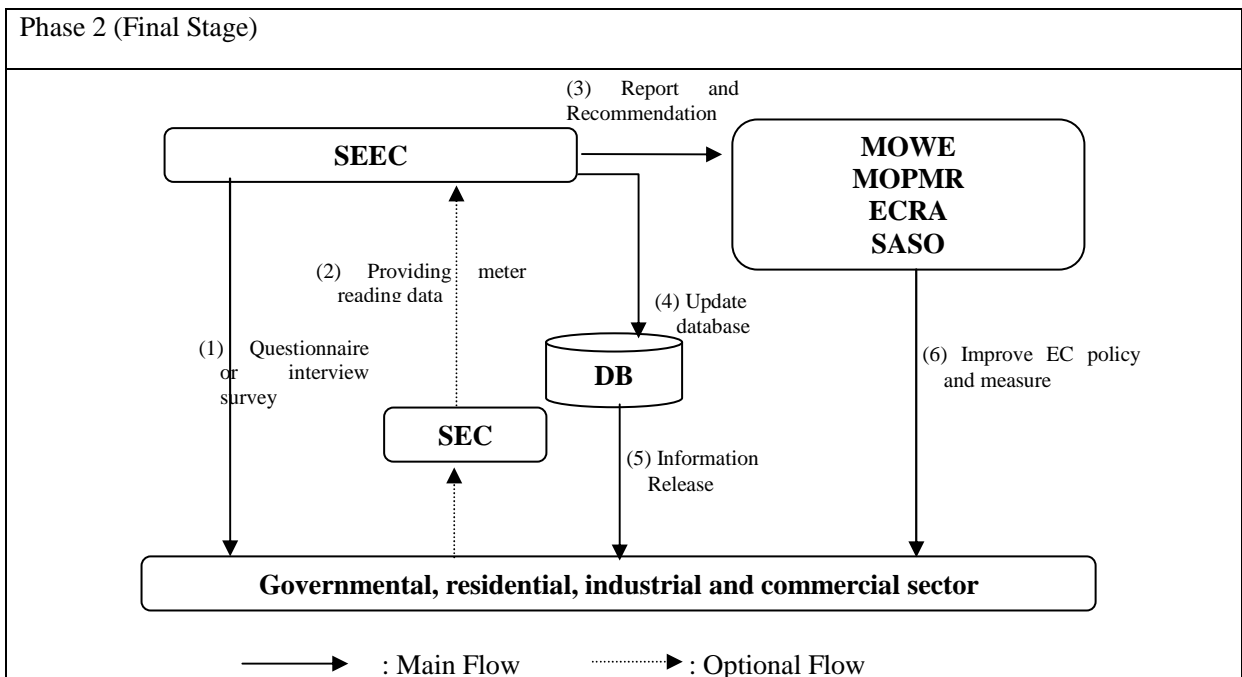 Phase 2 (Final Stage)
(3) Report and
Recommendation
SEEC
MOWE
MOPMR
ECRA
SASO
(2) Providing meter
reading data
(4) Update
database
(1) Questionnaire
or interview
survey
DB
(6) Improve EC policy
and measure
SEC
(5) Information
Release
Governmental, residential, industrial and commercial sector
: Main Flow
: Optional Flow